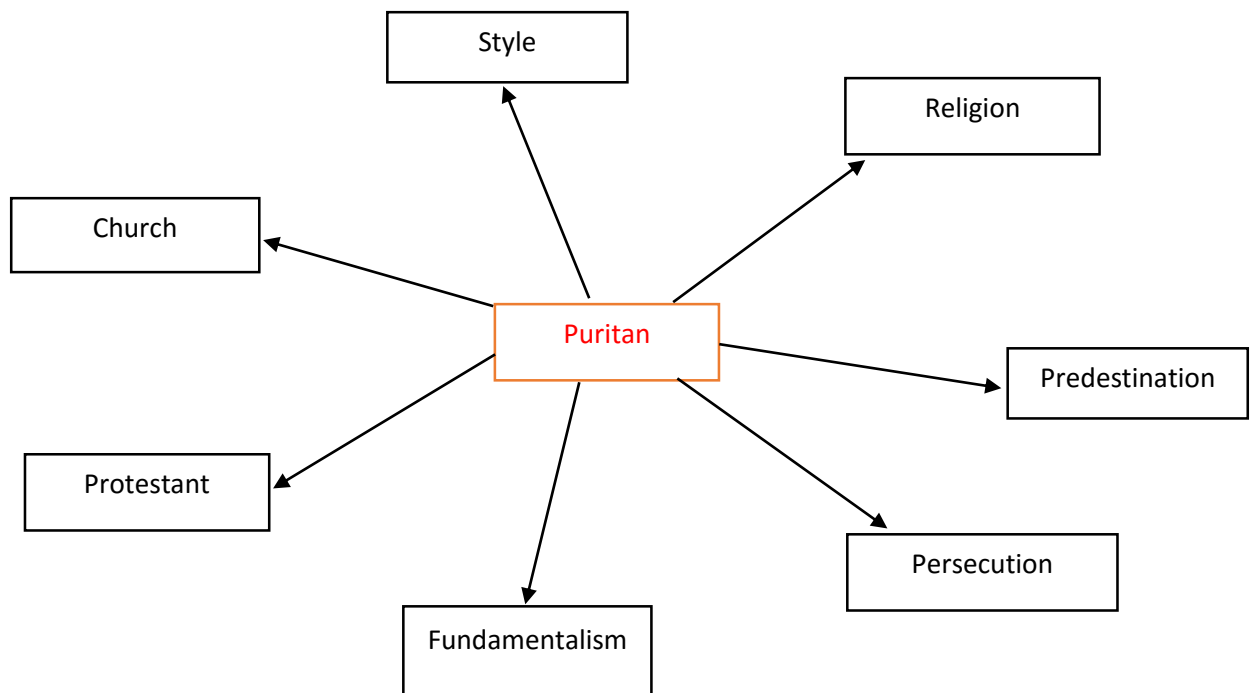 Style
Religion
Church
Puritan
Predestination
Protestant
Persecution
Fundamentalism